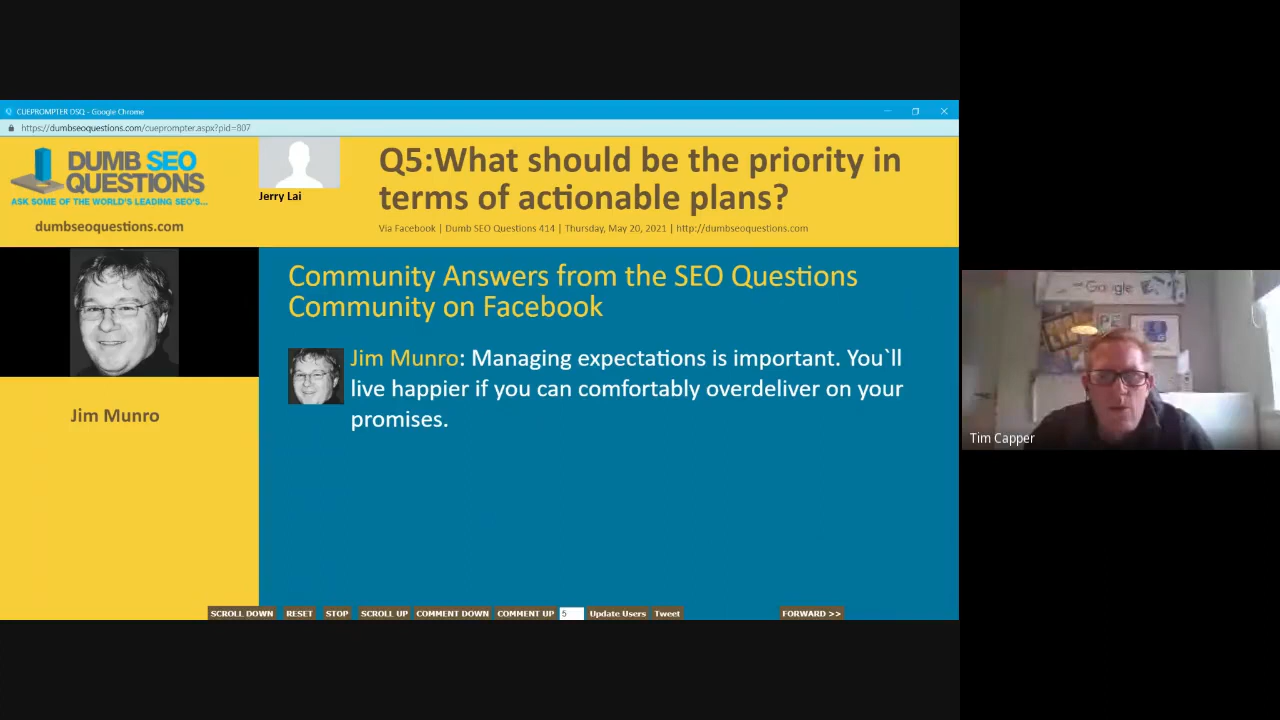 CUEPROMPTER DSQ - Google Chrome
https://dumbseoquestions.com/cueprompter.aspx?pid=807
DUMB SEO
QUESTIONS
ASK SOME OF THE WORLD'S LEADING SEO'S...
dumbseoquestions.com
Jerry Lai
Q5:What should be the priority in
terms of actionable plans?
Via Facebook | Dumb SEO Questions 414 | Thursday, May 20, 2021 | http://dumbseoquestions.com
Jim Munro
Community Answers from the SEO Questions
Community on Facebook
Jim Munro: Managing expectations is important. You`ll
live happier if you can comfortably overdeliver on your
promises.
SCROLL DOWN RESET STOP SCROLL UP COMMENT DOWN COMMENT UP 5 Update Users Tweet FORWARD >>
Google
Tim Capper